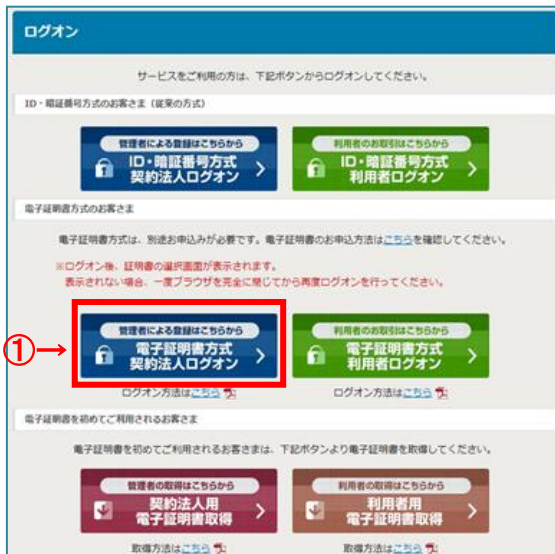 ログオン
サービスをご利用の方は、下記ボタンからログオンしてください。
ID・暗証番号方式のお客さま（従来の方式）
管理者による登録はこちらから
ID・暗証番号方式
契約法人ログオン
利用者のお取引はこちらから
ID・暗証番号方式
利用者ログオン
電子証明書方式のお客さま
電子証明書方式は、別途お申込みが必要です。電子証明書のお申込方法はこちらを確認してください。
※ログオン後、証明書の選択画面が表示されます。
表示されない場合、一度ブラウザを完全に閉じてから再度ログオンを行ってください。
①→
管理者による登録はこちらから
電子証明書方式
契約法人ログオン
利用者のお取引はこちらから
電子証明書方式
利用者ログオン
ログオン方法はこちら
ログオン方法はこちら
電子証明書を初めてご利用されるお客さま
電子証明書を初めてご利用されるお客さまは、下記ボタンより電子証明書を取得してください。
管理者の取得はこちらから
契約法人用
電子証明書取得
利用者の取得はこちらから
利用者用
電子証明書取得
取得方法はこちら
取得方法はこちら